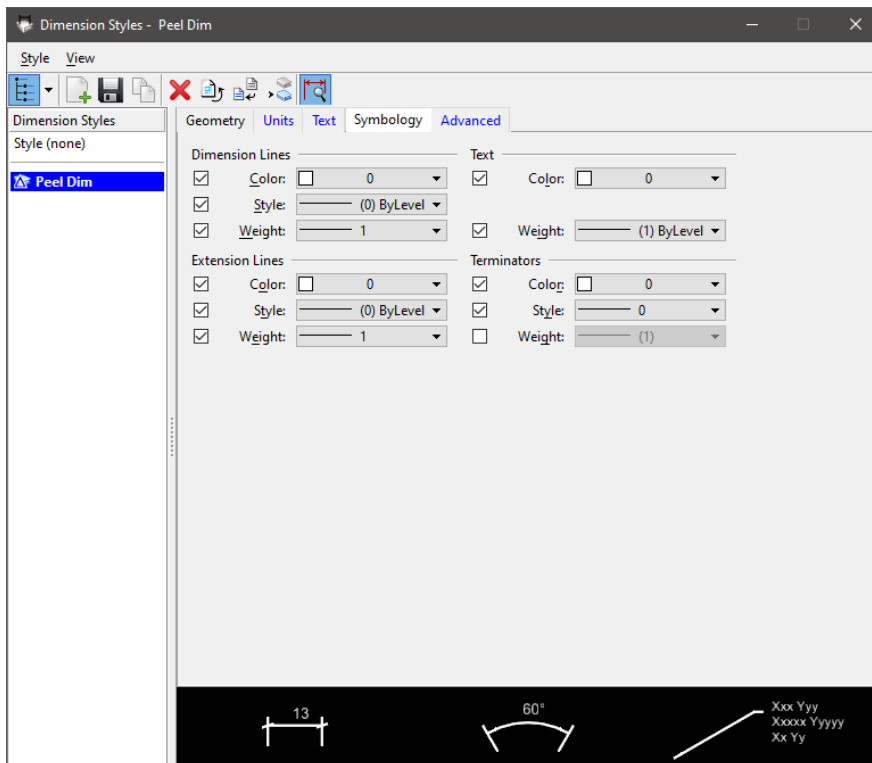 Dimension Styles - Peel Dim
Style View
Dimension Styles
Style (none)
Peel Dim
Geometry Units Text Symbology Advanced
Dimension Lines
Color: 0
Style: (0) ByLevel
Weight: 1
Text
Color: 0
Weight: (1) ByLevel
Extension Lines
Color: 0
Style: (0) ByLevel
Weight: 1
Terminators
Color: 0
Style: 0
Weight: (1)
13
60°
Xxx Yyy
Xxxxx Yyyyy
Xx Yy